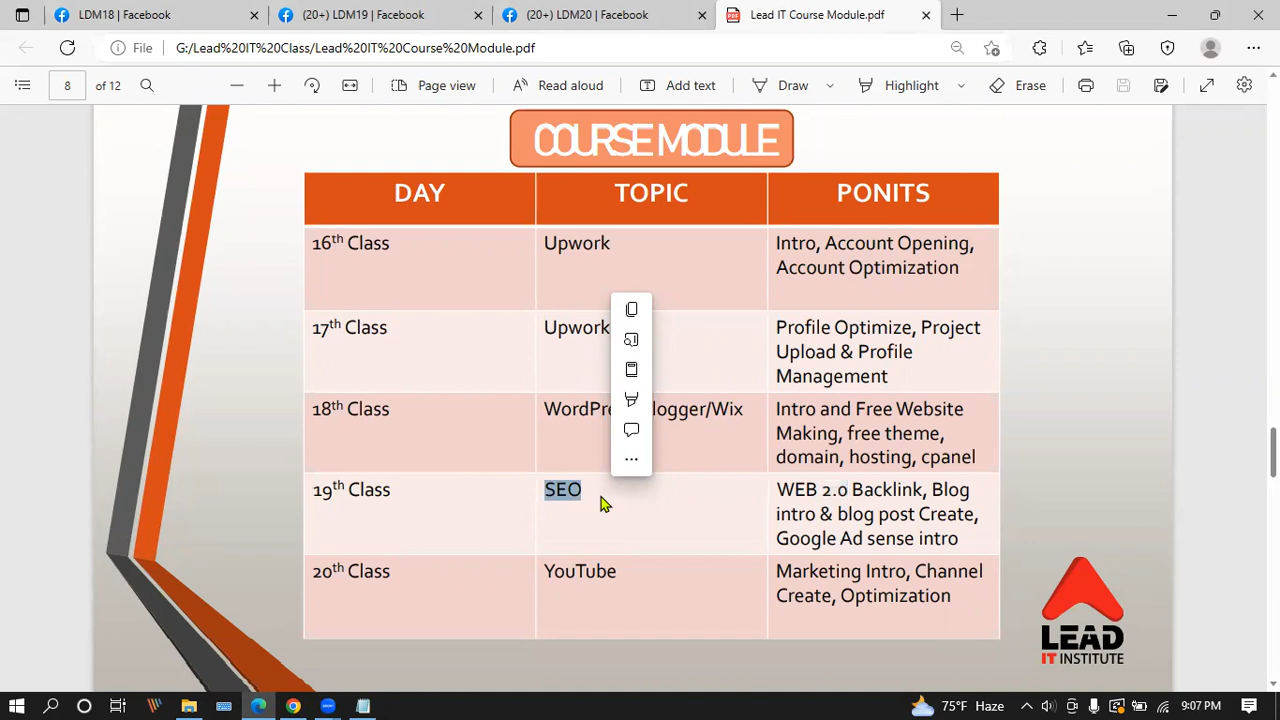 LDM18 | Facebook
(20+) LDM19 | Facebook
(20+) LDM20 | Facebook
Lead IT Course Module.pdf
File
G:/Lead%20IT%20Class/Lead%20IT%20Course%20Module.pdf
8 of 12
Page view
Read aloud
Add text
Draw
Highlight
Erase
COURSE MODULE
DAY TOPIC PONITS
16th Class Upwork Intro, Account Opening,
Account Optimization
17th Class Upwork Profile Optimize, Project
Upload & Profile
Management
18th Class WordPre logger/Wix Intro and Free Website
Making, free theme,
domain, hosting, cpanel
19th Class SEO WEB 2.0 Backlink, Blog
intro & blog post Create,
Google Ad sense intro
20th Class YouTube Marketing Intro, Channel
Create, Optimization
LEAD
IT INSTITUTE
75°F Haze
9:07 PM